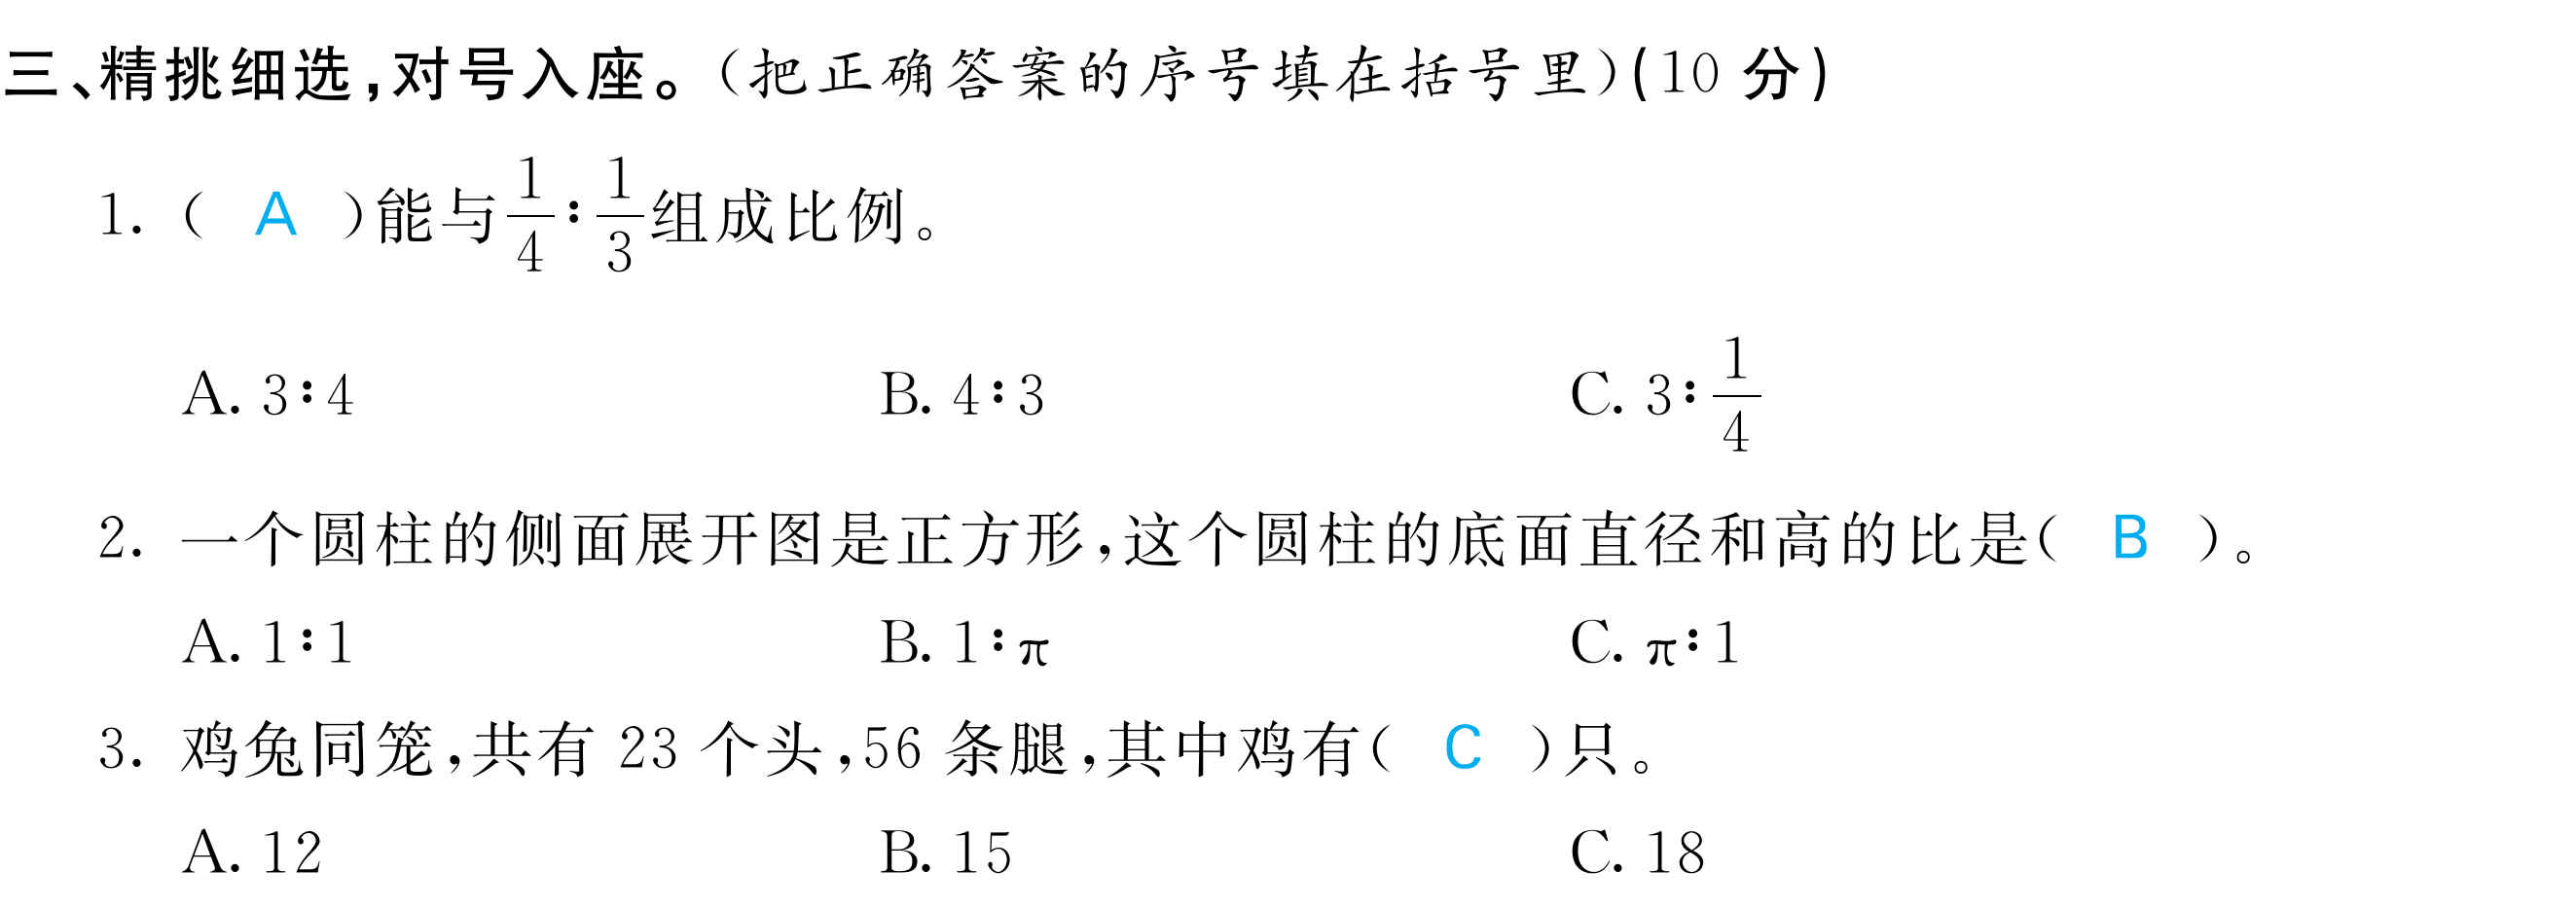 三、精挑细选,对号入座。(把正确答案的序号填在括号里)(10 分)
1. ( A )能与1/4∶1/3组成比例。
A. 3∶4 B. 4∶3 C. 3∶1/4
2. 一个圆柱的侧面展开图是正方形,这个圆柱的底面直径和高的比是( B )。
A. 1∶1 B. 1∶π C. π∶1
3. 鸡兔同笼,共有 23 个头,56 条腿,其中鸡有( C )只。
A. 12 B. 15 C. 18